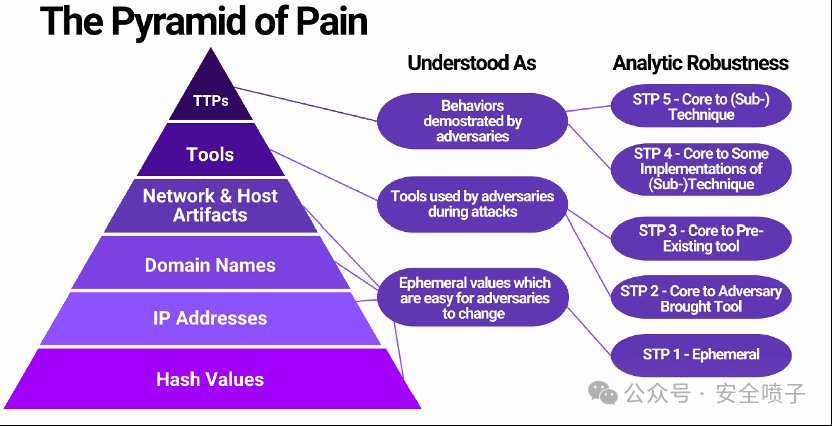 The Pyramid of Pain
Understood As
Analytic Robustness
TTPs
Tools
Network & Host
Artifacts
Domain Names
IP Addresses
Hash Values
Behaviors
demostrated by
adversaries
Tools used by adversaries
during attacks
Ephemeral values which
are easy for adversaries
to change
STP 5 - Core to (Sub-)
Technique
STP 4 - Core to Some
Implementations of
(Sub-)Technique
STP 3 - Core to Pre-
Existing tool
STP 2 - Core to Adversary
Brought Tool
STP 1 - Ephemeral
公众号 · 安全喷子